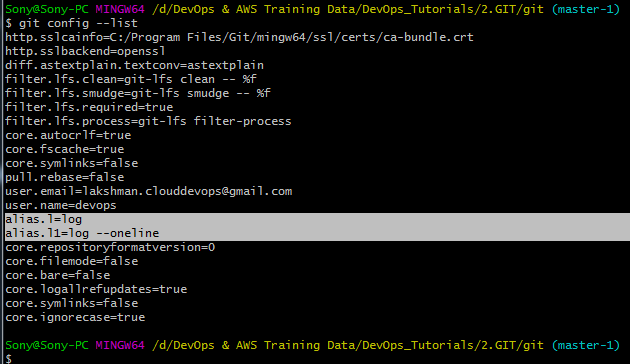 Sony@Sony-PC MINGW64 /d/DevOps & AWS Training Data/DevOps_Tutorials/2.GIT/git (master-1)
$ git config --list
http.sslcainfo=C:/Program Files/Git/mingw64/ssl/certs/ca-bundle.crt
http.sslbackend=openssl
diff.astextplain.textconv=astextplain
filter.lfs.clean=git-lfs clean -- %f
filter.lfs.smudge=git-lfs smudge -- %f
filter.lfs.required=true
filter.lfs.process=git-lfs filter-process
core.autocrlf=true
core.fscache=true
core.symlinks=false
pull.rebase=false
user.email=lakshman.clouddevops@gmail.com
user.name=devops
alias.l=log
alias.l1=log --oneline
core.repositoryformatversion=0
core.filemode=false
core.bare=false
core.logallrefupdates=true
core.symlinks=false
core.ignorecase=true
Sony@Sony-PC MINGW64 /d/DevOps & AWS Training Data/DevOps_Tutorials/2.GIT/git (master-1)
$